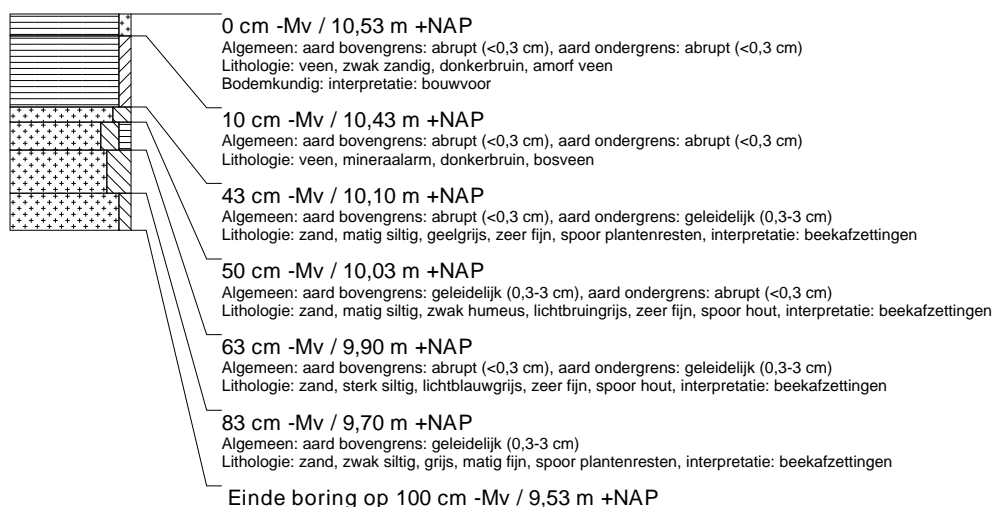 0 cm -Mv / 10,53 m +NAP
Algemeen: aard bovengrens: abrupt (<0,3 cm), aard ondergrens: abrupt (<0,3 cm)
Lithologie: veen, zwak zandig, donkerbruin, amorf veen
Bodemkundig: interpretatie: bouwvoor
10 cm -Mv / 10,43 m +NAP
Algemeen: aard bovengrens: abrupt (<0,3 cm), aard ondergrens: abrupt (<0,3 cm)
Lithologie: veen, mineraalarm, donkerbruin, bosveen
43 cm -Mv / 10,10 m +NAP
Algemeen: aard bovengrens: abrupt (<0,3 cm), aard ondergrens: geleidelijk (0,3-3 cm)
Lithologie: zand, matig siltig, geelgrijs, zeer fijn, spoor plantenresten, interpretatie: beekafzettingen
50 cm -Mv / 10,03 m +NAP
Algemeen: aard bovengrens: geleidelijk (0,3-3 cm), aard ondergrens: abrupt (<0,3 cm)
Lithologie: zand, matig siltig, zwak humeus, lichtbruingrijs, zeer fijn, spoor hout, interpretatie: beekafzettingen
63 cm -Mv / 9,90 m +NAP
Algemeen: aard bovengrens: abrupt (<0,3 cm), aard ondergrens: geleidelijk (0,3-3 cm)
Lithologie: zand, sterk siltig, lichtblauwgrijs, zeer fijn, spoor hout, interpretatie: beekafzettingen
83 cm -Mv / 9,70 m +NAP
Algemeen: aard bovengrens: geleidelijk (0,3-3 cm)
Lithologie: zand, zwak siltig, grijs, matig fijn, spoor plantenresten, interpretatie: beekafzettingen
Einde boring op 100 cm -Mv / 9,53 m +NAP